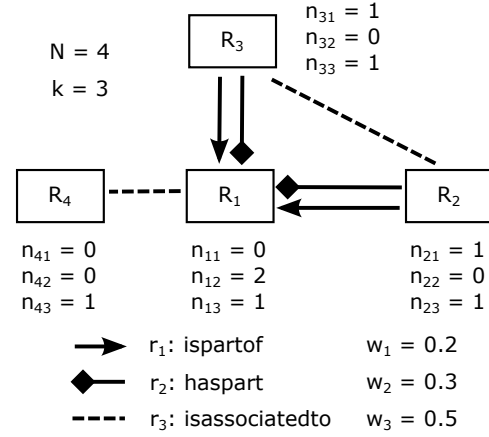 N = 4
k = 3
R₃
n₃₁ = 1
n₃₂ = 0
n₃₃ = 1
R₄
R₁
R₂
n₄₁ = 0
n₄₂ = 0
n₄₃ = 1
n₁₁ = 0
n₁₂ = 2
n₁₃ = 1
n₂₁ = 1
n₂₂ = 0
n₂₃ = 1
r₁: ispartof w₁ = 0.2
r₂: haspart w₂ = 0.3
r₃: isassociatedto w₃ = 0.5